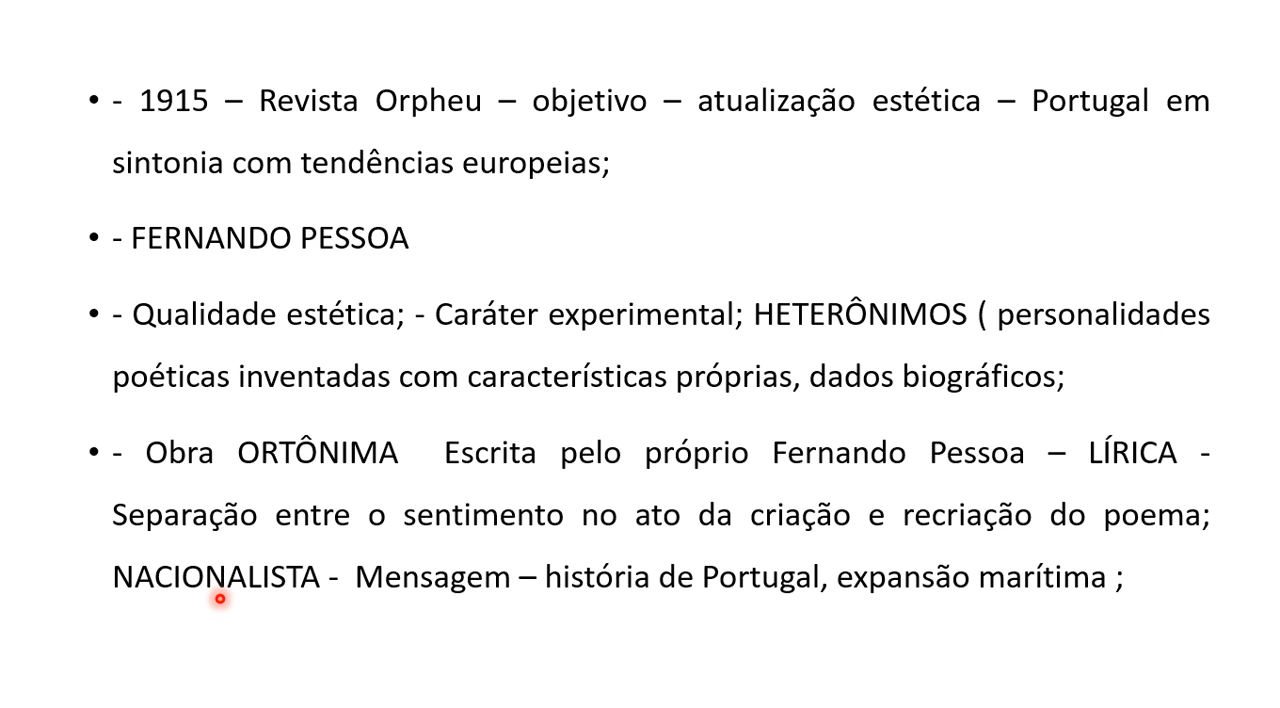 • - 1915 – Revista Orpheu – objetivo – atualização estética – Portugal em
sintonia com tendências europeias;
• - FERNANDO PESSOA
• - Qualidade estética; - Caráter experimental; HETERÔNIMOS ( personalidades
poéticas inventadas com características próprias, dados biográficos;
• - Obra ORTÔNIMA Escrita pelo próprio Fernando Pessoa – LÍRICA -
Separação entre o sentimento no ato da criação e recriação do poema;
NACIONALISTA - Mensagem – história de Portugal, expansão marítima ;